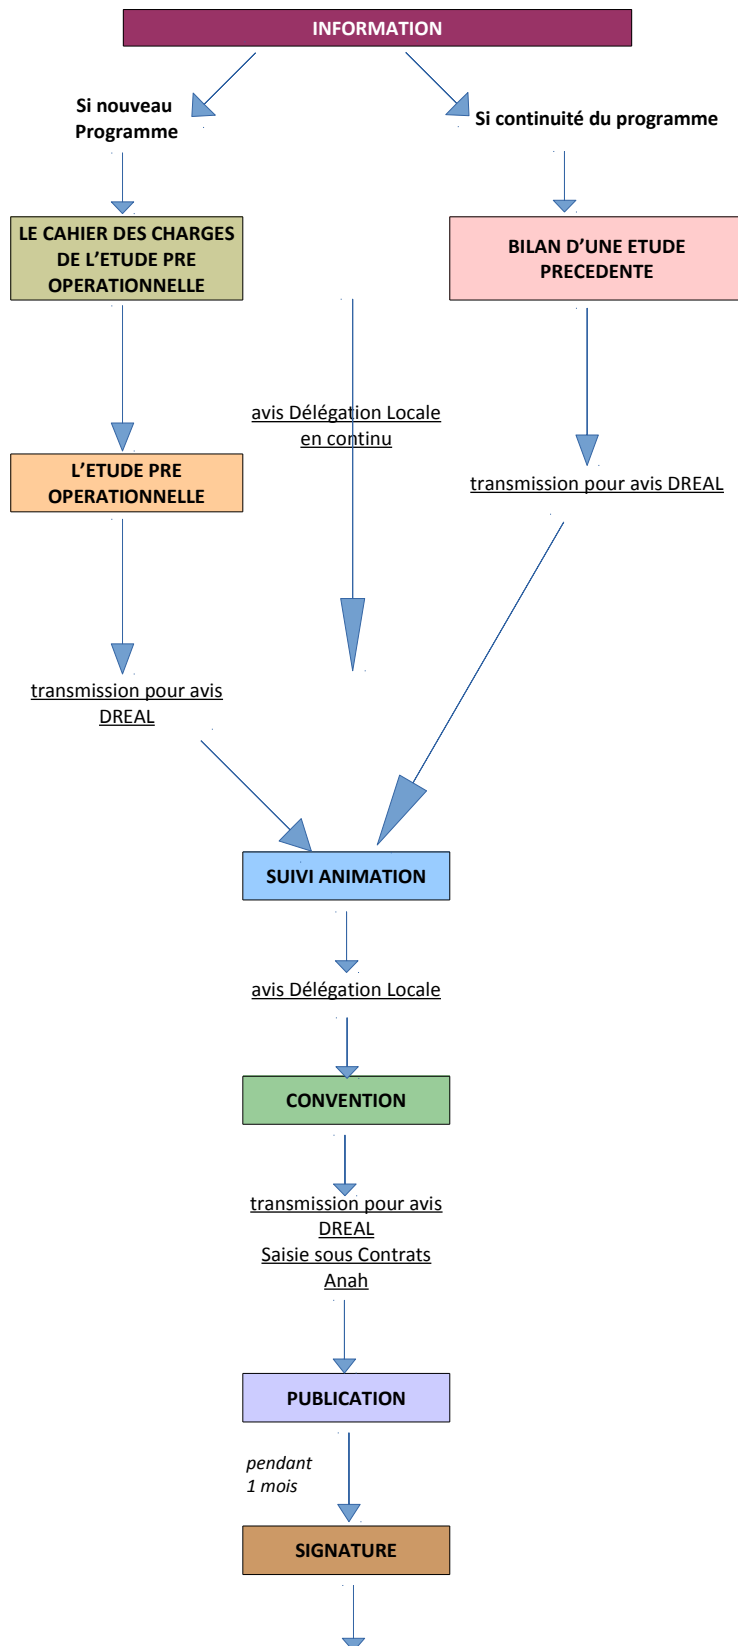 INFORMATION
Si nouveau
Programme
Si continuité du programme
LE CAHIER DES CHARGES
DE L'ETUDE PRE
OPERATIONNELLE
BILAN D'UNE ETUDE
PRECEDENTE
avis Délégation Locale
en continu
L'ETUDE PRE
OPERATIONNELLE
transmission pour avis DREAL
transmission pour avis
DREAL
SUIVI ANIMATION
avis Délégation Locale
CONVENTION
transmission pour avis
DREAL
Saisie sous Contrats
Anah
PUBLICATION
pendant
1 mois
SIGNATURE